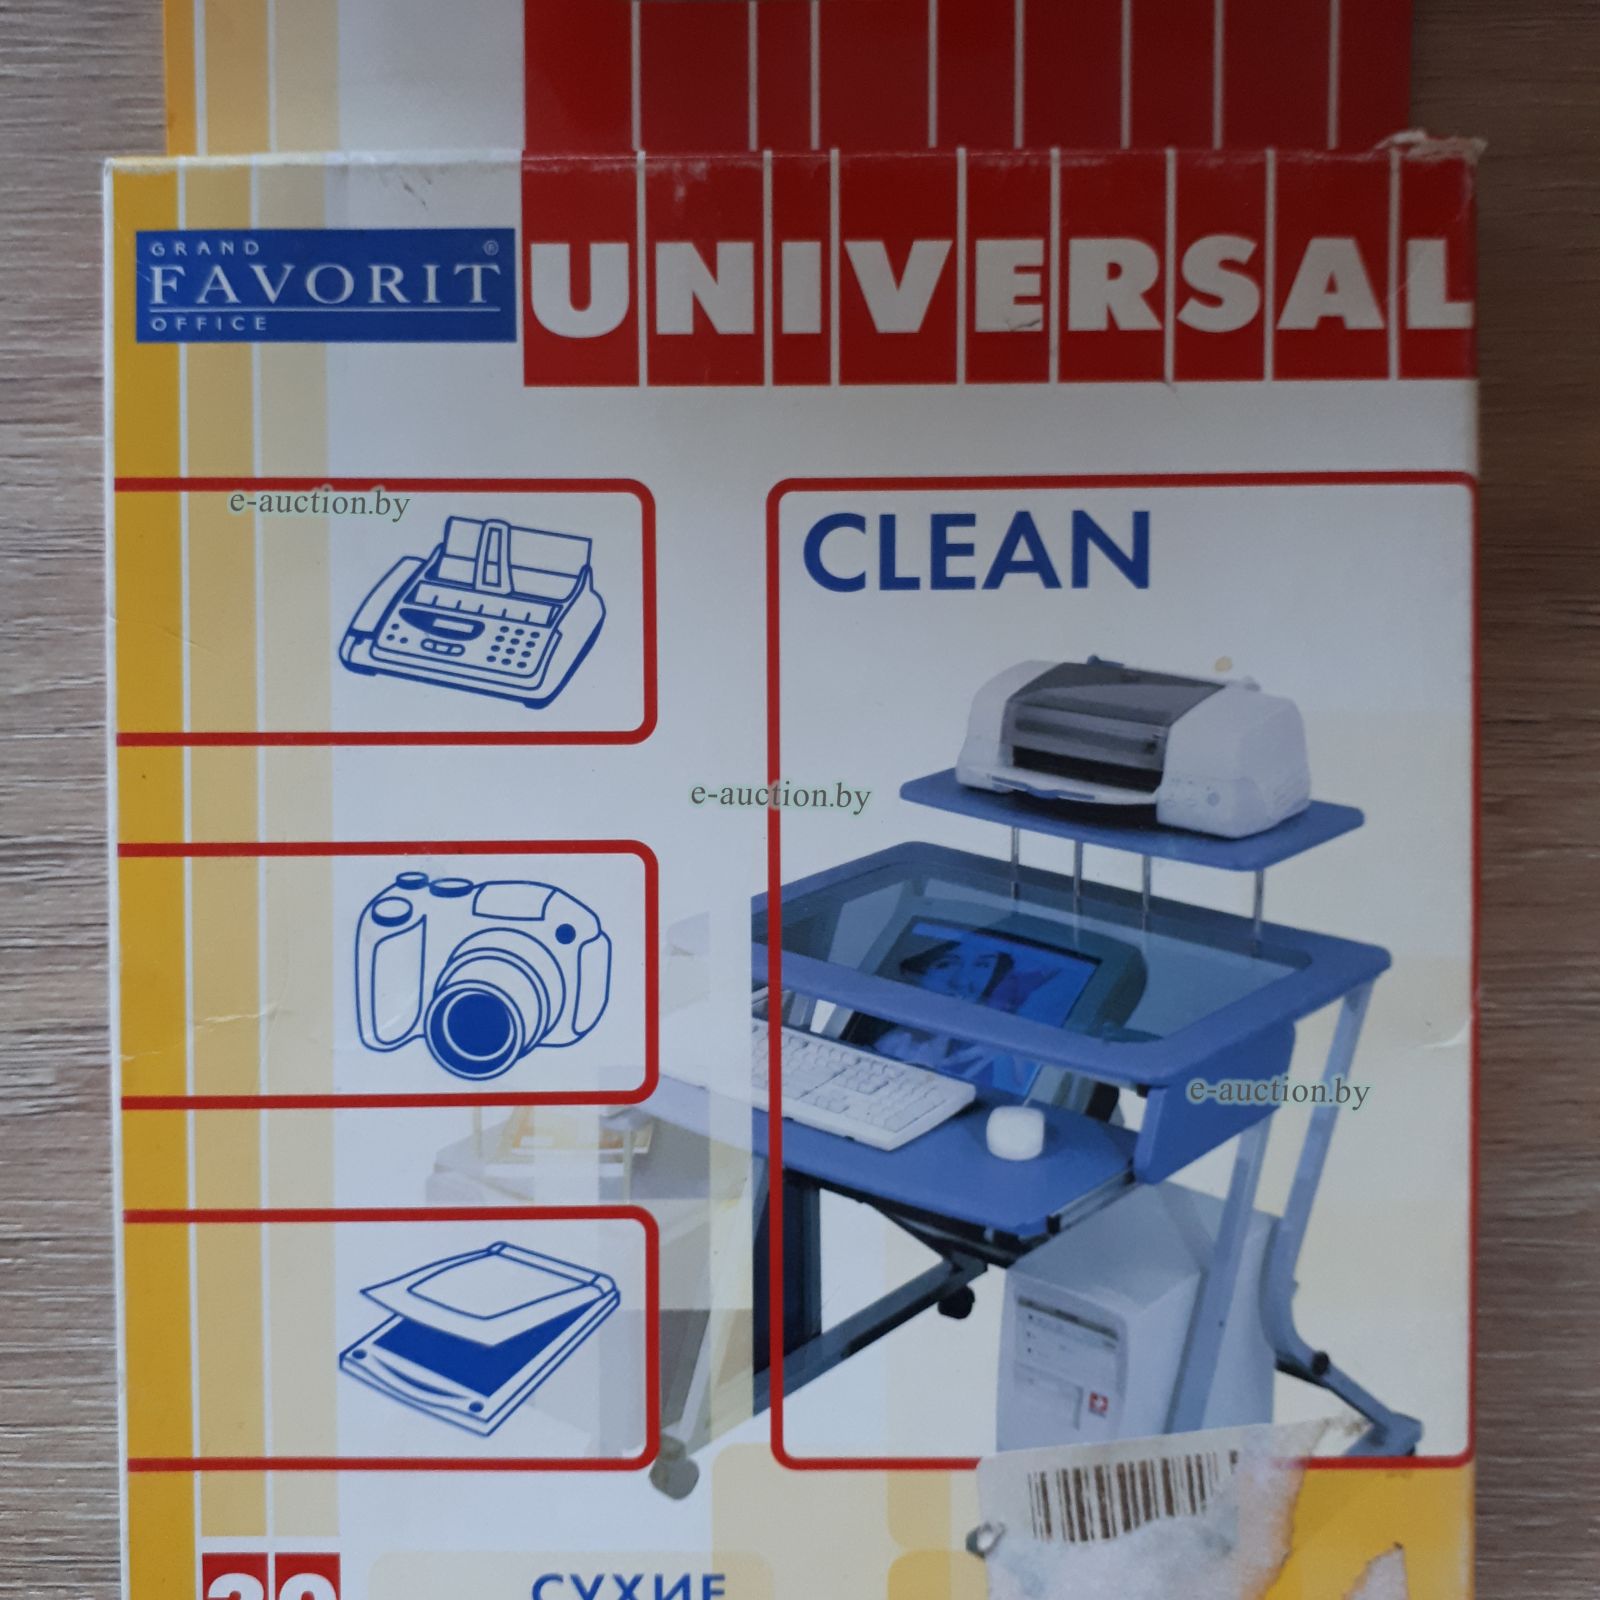 GRAND ®
FAVORIT
OFFICE
UNIVERSAL
e-auction.by
CLEAN
e-auction.by
e-auction.by
СУХИЕ